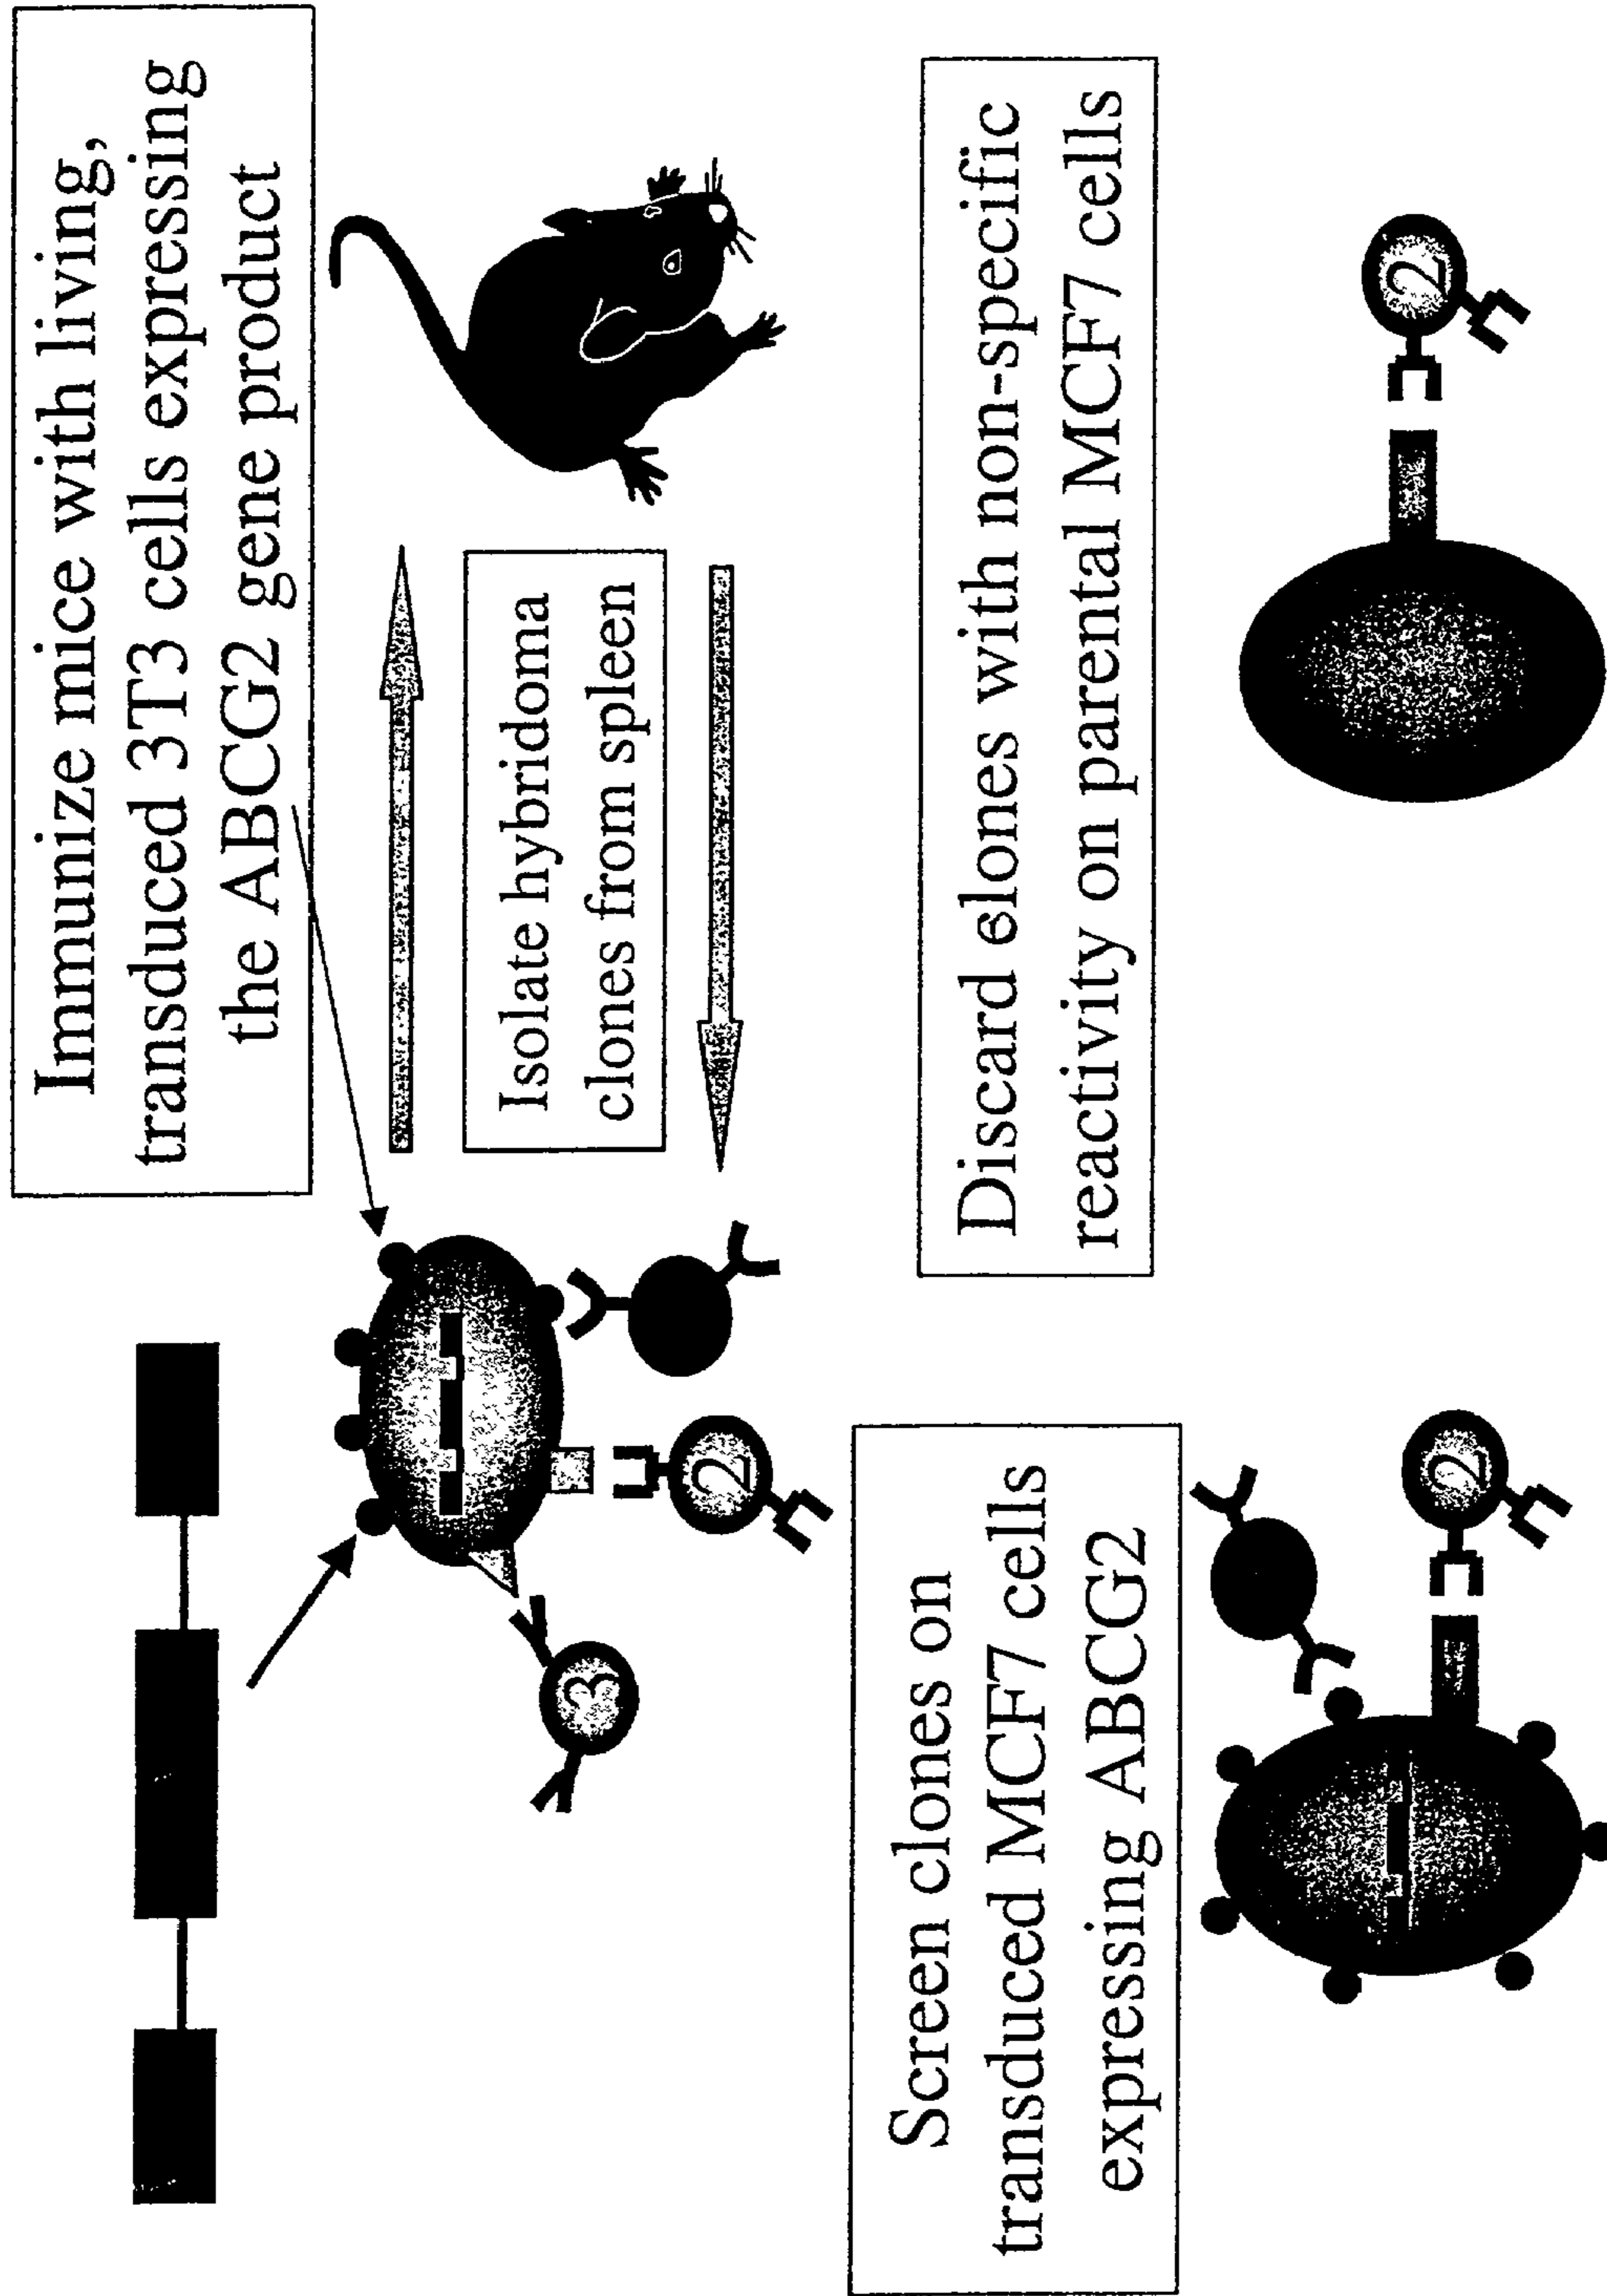 Immunize mice with living,
transduced 3T3 cells expressing
the ABCG2 gene product
Isolate hybridoma
clones from spleen
3
2
Screen clones on
transduced MCF7 cells
expressing ABCG2
2
Discard clones with non-specific
reactivity on parental MCF7 cells
2